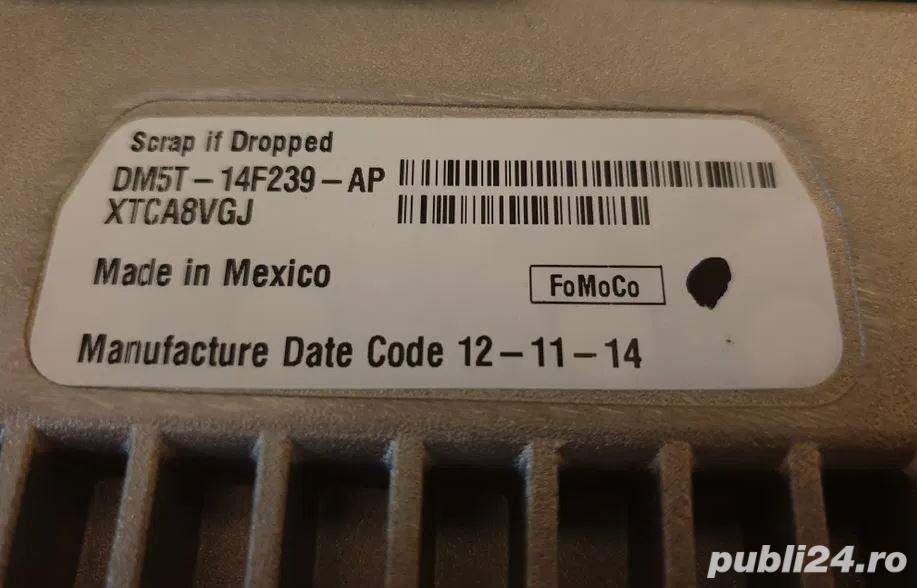 Scrap if Dropped
DM5T-14F239-AP
XTCA8VGJ
Made in Mexico
FoMoCo
Manufacture Date Code 12-11-14
publi24.ro